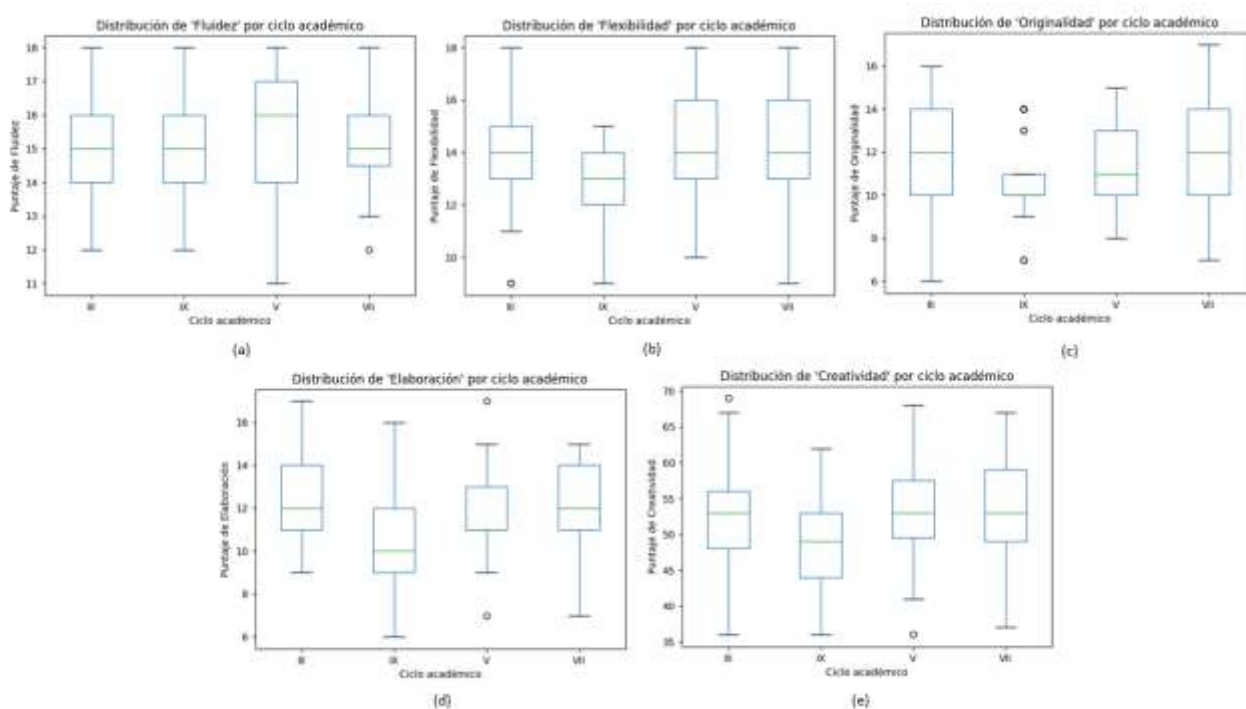 Distribución de 'Fluidez' por ciclo académico
Puntaje de Fluidez
18
17
16
15
14
13
12
11
III
IX
V
VII
Ciclo académico
(a)
Distribución de 'Flexibilidad' por ciclo académico
Puntaje de Flexibilidad
18
16
14
12
10
III
IX
V
VII
Ciclo académico
(b)
Distribución de 'Originalidad' por ciclo académico
Puntaje de Originalidad
16
14
12
10
8
6
III
IX
V
VII
Ciclo académico
(c)
Distribución de 'Elaboración' por ciclo académico
Puntaje de Elaboración
16
14
12
10
8
6
III
IX
V
VII
Ciclo académico
(d)
Distribución de 'Creatividad' por ciclo académico
Puntaje de Creatividad
70
65
60
55
50
45
40
35
III
IX
V
VII
Ciclo académico
(e)